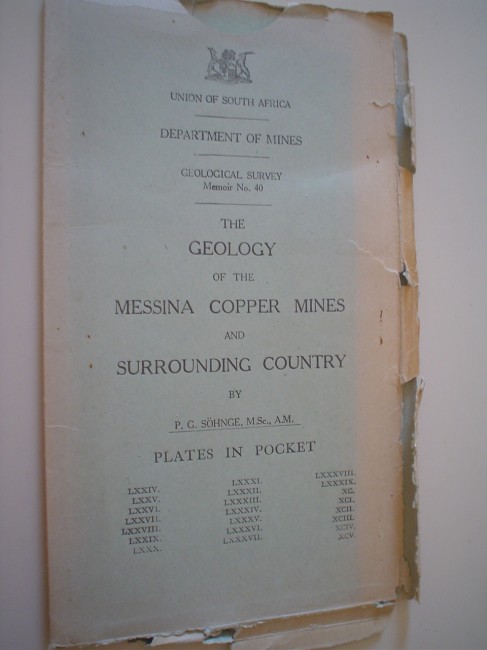 UNION OF SOUTH AFRICA
DEPARTMENT OF MINES
GEOLOGICAL SURVEY
Memoir No. 40
THE
GEOLOGY
OF THE
MESSINA COPPER MINES
AND
SURROUNDING COUNTRY
BY
P. G. SÖHNGE, M.Sc., A.M.
PLATES IN POCKET
LXXIV.
LXXV.
LXXVI.
LXXVII.
LXXVIII.
LXXIX.
LXXX.
LXXXI.
LXXXII.
LXXXIII.
LXXXIV.
LXXXV.
LXXXVI.
LXXXVII.
LXXXVIII.
LXXXIX.
XC.
XCI.
XCII.
XCIII.
XCIV.
XCV.